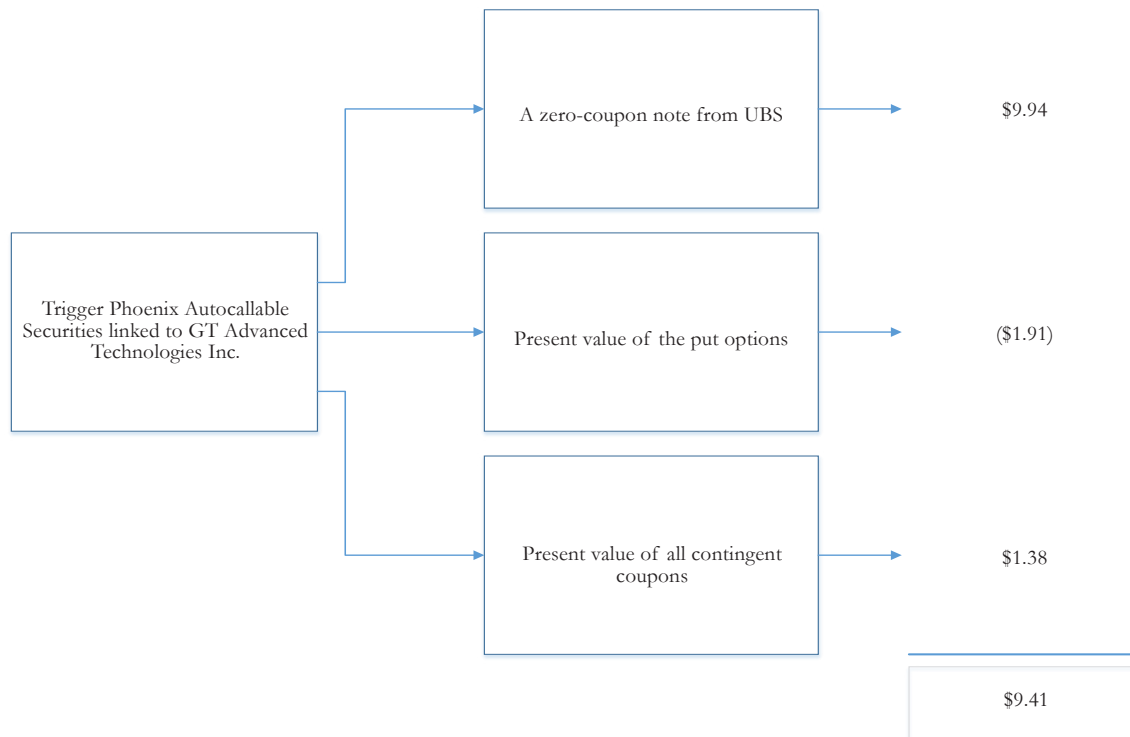 A zero-coupon note from UBS
$9.94
Trigger Phoenix Autocallable
Securities linked to GT Advanced
Technologies Inc.
Present value of the put options
($1.91)
Present value of all contingent
coupons
$1.38
$9.41